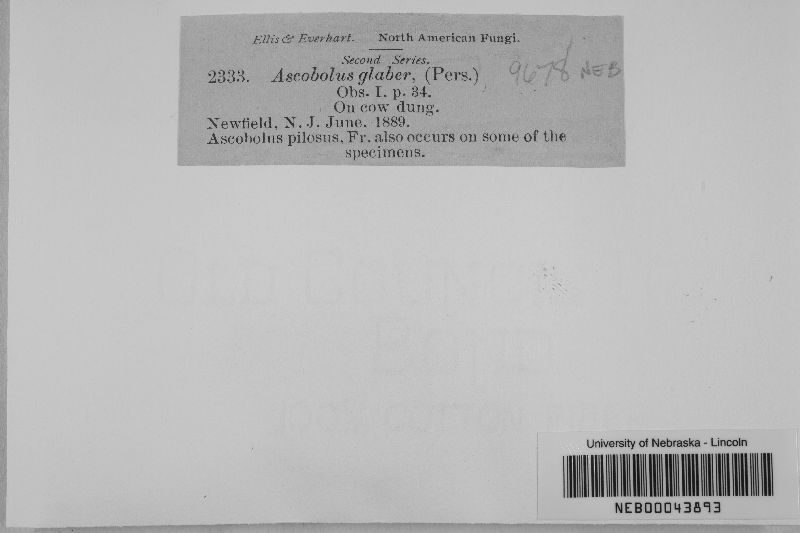 Ellis & Everhart. North American Fungi.
Second Series.
2333. Ascobolus glaber, (Pers.)
Obs. I. p. 34.
On cow dung.
Newfield, N. J. June. 1889.
Ascobolus pilosus, Fr. also occurs on some of the
specimens.
9678 NEB
University of Nebraska - Lincoln
NEB00043893